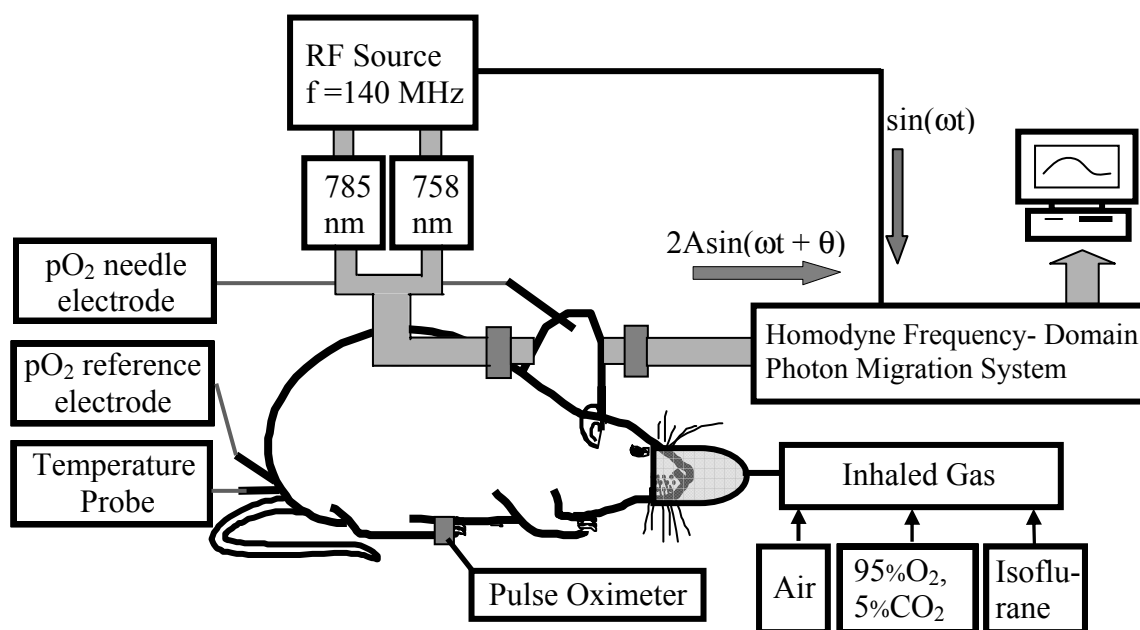 RF Source
f =140 MHz
sin(ωt)
785
nm
758
nm
2Asin(ωt + θ)
pO₂ needle
electrode
Homodyne Frequency- Domain
Photon Migration System
pO₂ reference
electrode
Temperature
Probe
Inhaled Gas
Pulse Oximeter
Air
95%O₂,
5%CO₂
Isoflu-
rane